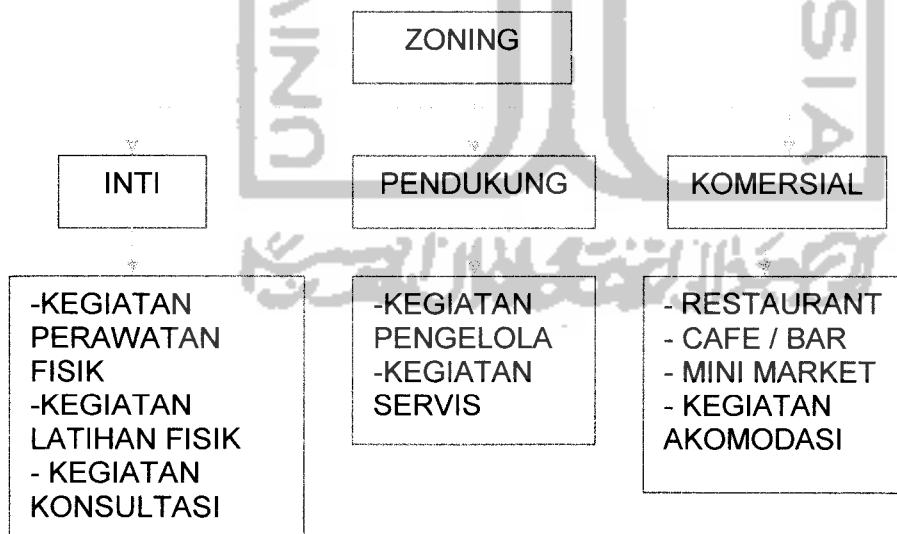 ZONING
INTI
PENDUKUNG
KOMERSIAL
-KEGIATAN
PERAWATAN
FISIK
-KEGIATAN
LATIHAN FISIK
- KEGIATAN
KONSULTASI
-KEGIATAN
PENGELOLA
-KEGIATAN
SERVIS
- RESTAURANT
- CAFE / BAR
- MINI MARKET
- KEGIATAN
AKOMODASI